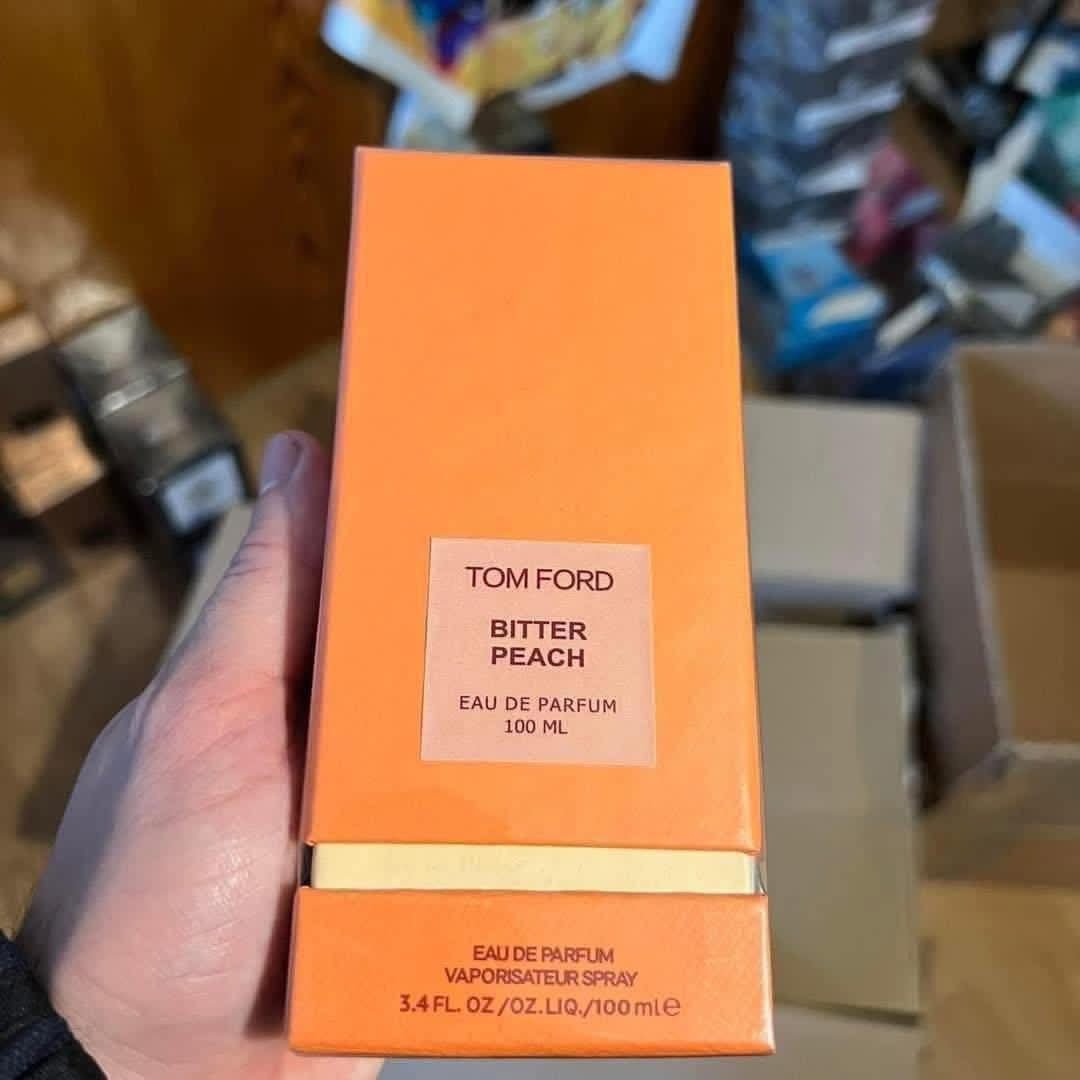 TOM FORD
BITTER
PEACH
EAU DE PARFUM
100 ML
EAU DE PARFUM
VAPORISATEUR SPRAY
3.4 FL. OZ/OZ.LIQ./100 ml℮